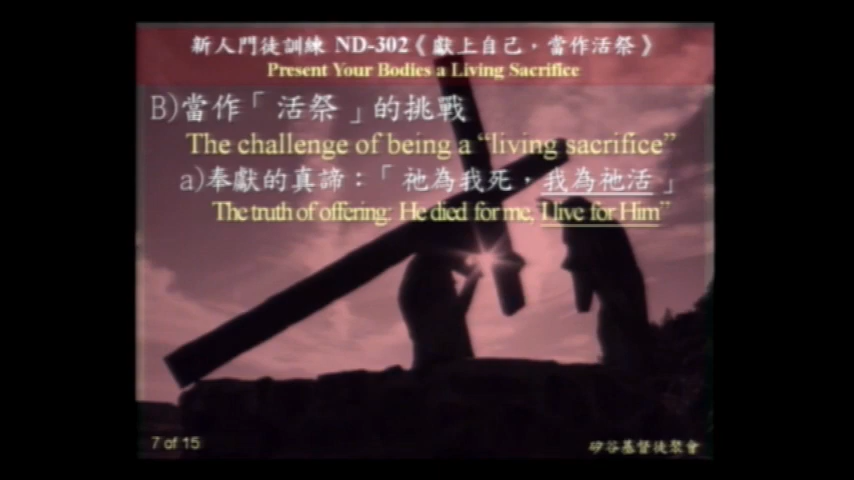 新人門徒訓練 ND-302《獻上自己，當作活祭》
Present Your Bodies a Living Sacrifice
B)當作「活祭」的挑戰
The challenge of being a “living sacrifice”
a)奉獻的真諦：「祂為我死，我為祂活」
The truth of offering: He died for me, I live for Him”
7 of 15
矽谷基督徒聚會